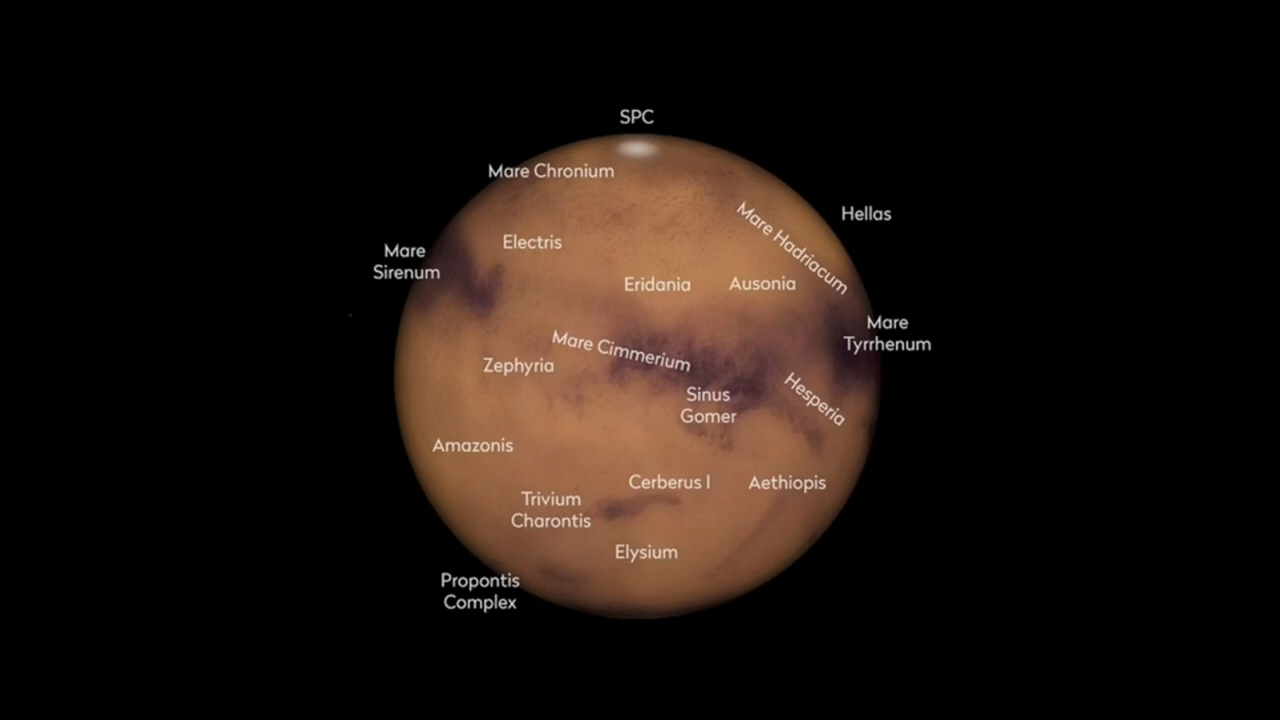 SPC
Mare Chronium
Mare Hadriacum
Hellas
Mare
Sirenum
Electris
Eridania
Ausonia
Mare
Tyrrhenum
Mare Cimmerium
Zephyria
Sinus
Gomer
Hesperia
Amazonis
Cerberus I
Aethiopis
Trivium
Charontis
Elysium
Propontis
Complex